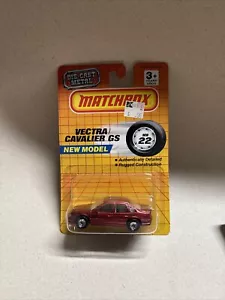 DIE-CAST
METAL
3+
MATCHBOX
VECTRA
CAVALIER GS
NEW MODEL
22
• Authentically Detailed
• Rugged Construction